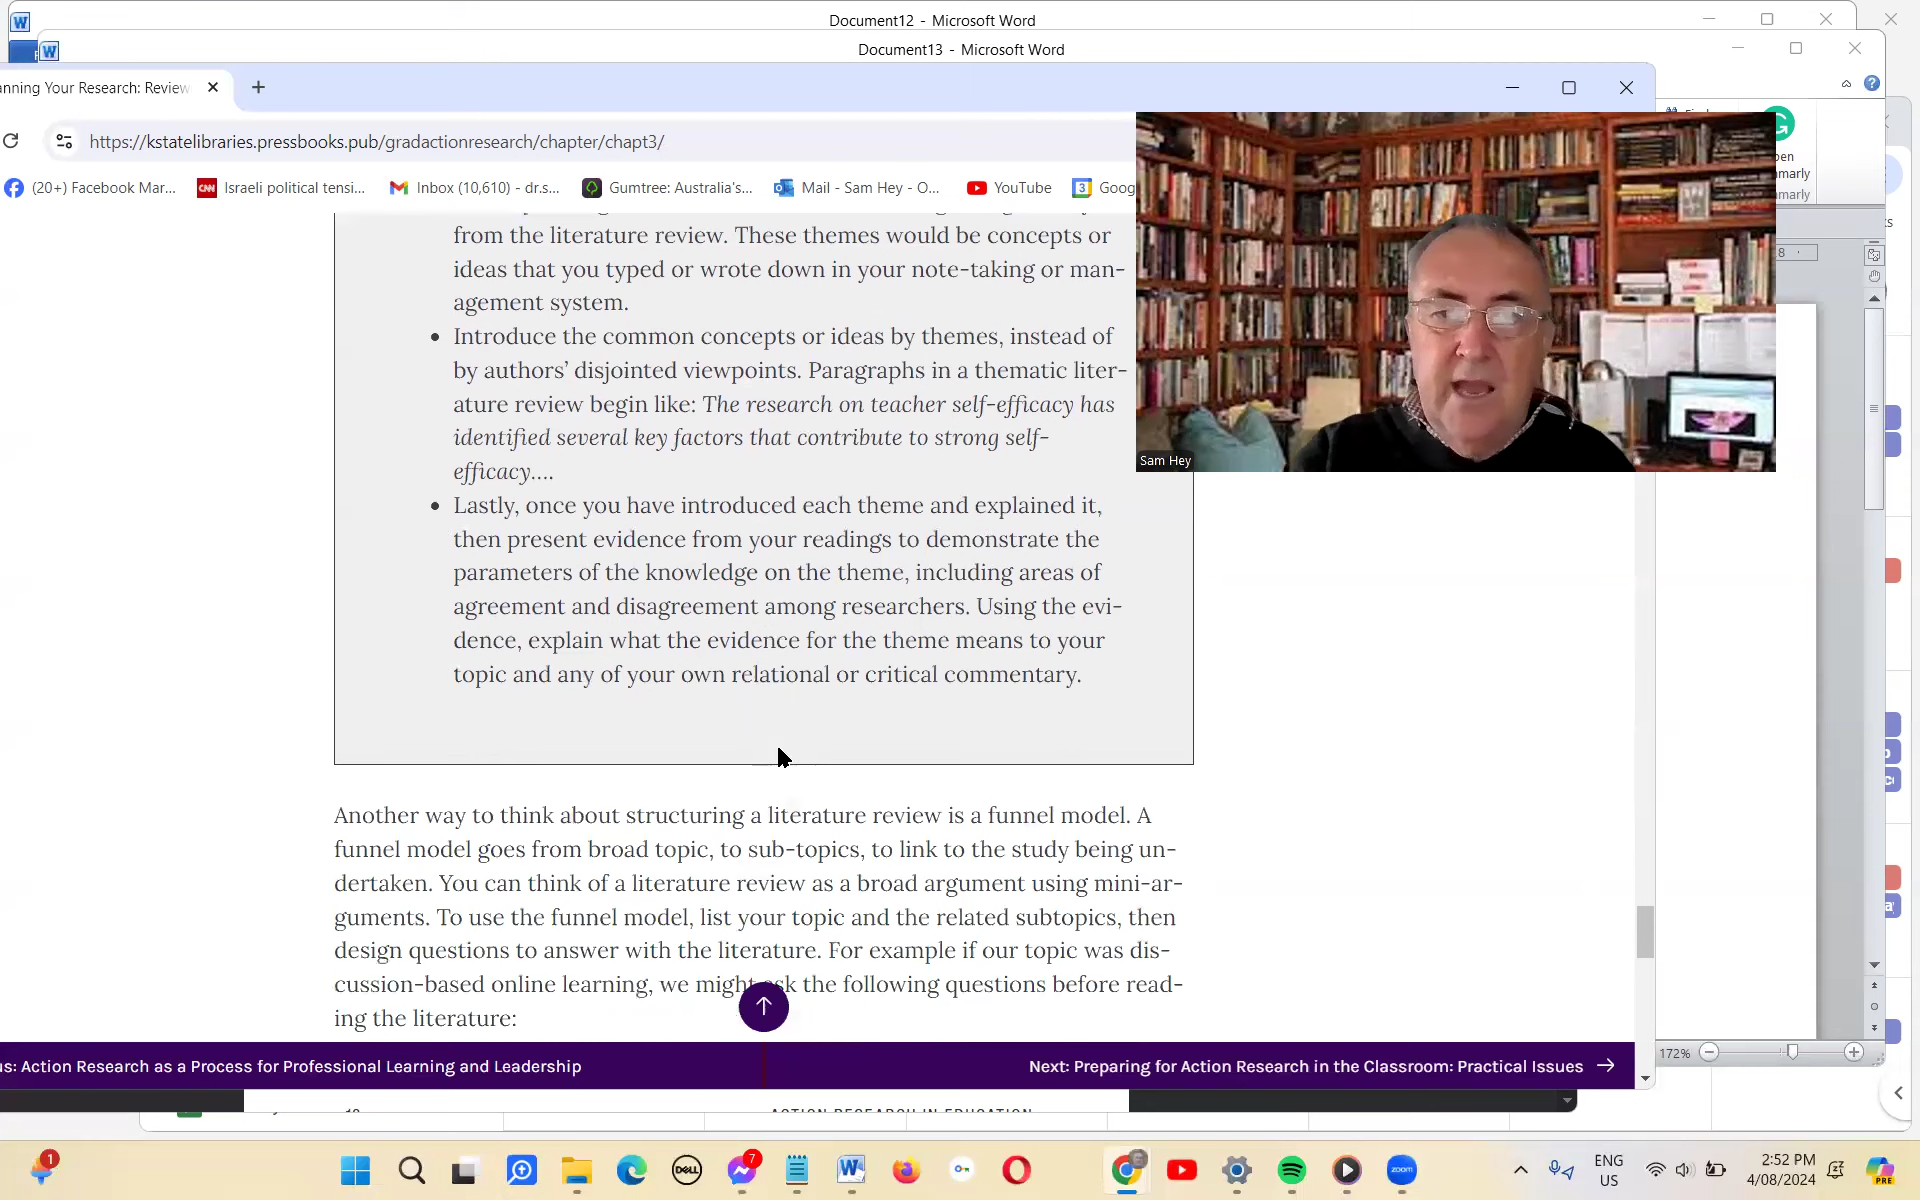 Document12 - Microsoft Word
Document13 - Microsoft Word
anning Your Research: Review
https://kstatelibraries.pressbooks.pub/gradactionresearch/chapter/chapt3/
(20+) Facebook Mar...
CNN
Israeli political tensi...
Inbox (10,610) - dr.s...
Gumtree: Australia's...
Mail - Sam Hey - O...
YouTube
3
Goog
from the literature review. These themes would be concepts or
ideas that you typed or wrote down in your note-taking or man-
agement system.
Introduce the common concepts or ideas by themes, instead of
by authors’ disjointed viewpoints. Paragraphs in a thematic liter-
ature review begin like: The research on teacher self-efficacy has
identified several key factors that contribute to strong self-
efficacy….
Sam Hey
Lastly, once you have introduced each theme and explained it,
then present evidence from your readings to demonstrate the
parameters of the knowledge on the theme, including areas of
agreement and disagreement among researchers. Using the evi-
dence, explain what the evidence for the theme means to your
topic and any of your own relational or critical commentary.
Another way to think about structuring a literature review is a funnel model. A
funnel model goes from broad topic, to sub-topics, to link to the study being un-
dertaken. You can think of a literature review as a broad argument using mini-ar-
guments. To use the funnel model, list your topic and the related subtopics, then
design questions to answer with the literature. For example if our topic was dis-
cussion-based online learning, we might ask the following questions before read-
ing the literature:
us: Action Research as a Process for Professional Learning and Leadership
Next: Preparing for Action Research in the Classroom: Practical Issues
172%
1
DELL
7
zoom
ENG
US
2:52 PM
4/08/2024
PRE